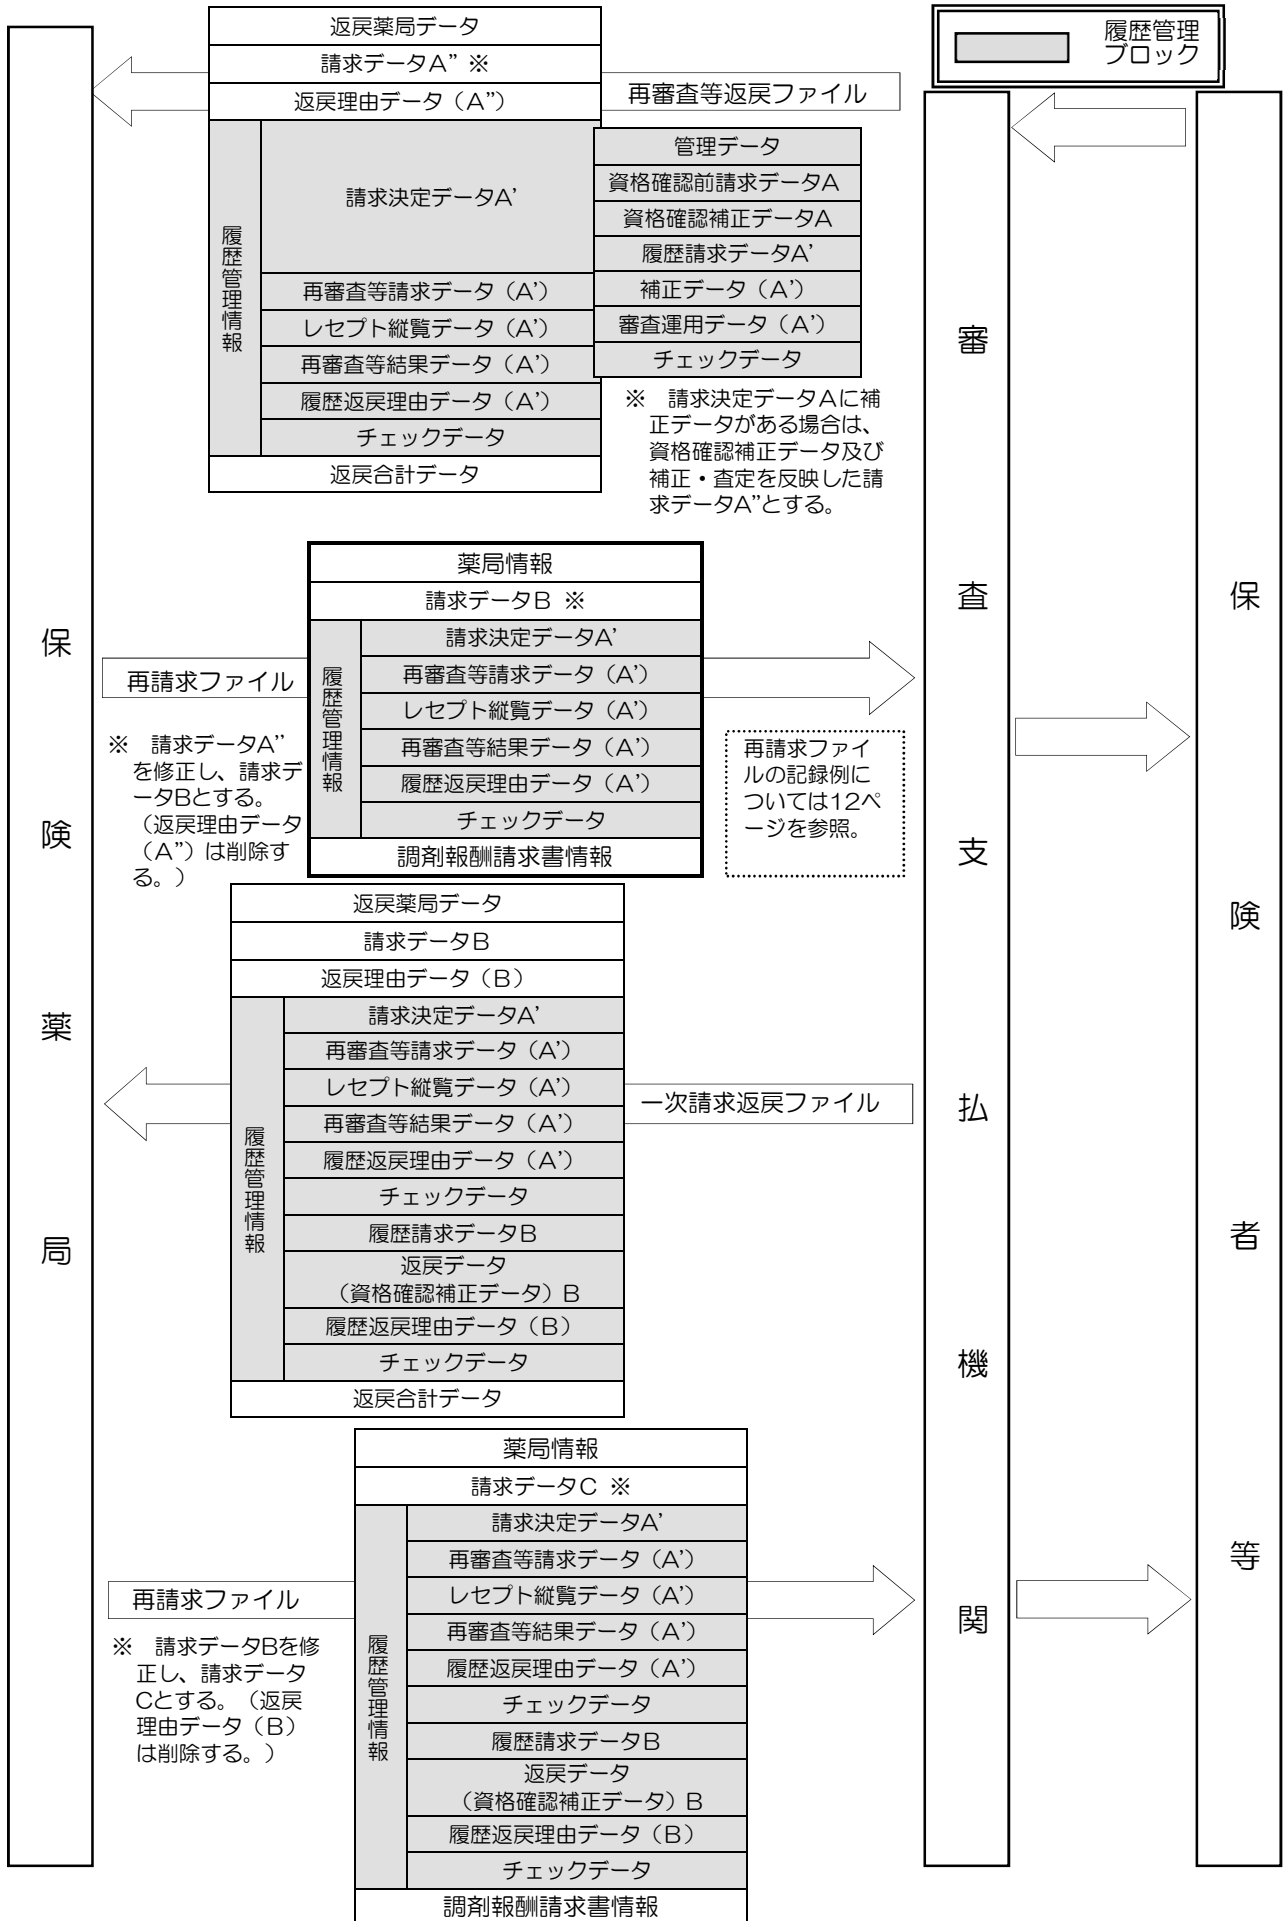 返戻薬局データ
請求データA” ※
返戻理由データ（A”）
再審査等返戻ファイル
履歴管理
ブロック
履歴管理情報
請求決定データA’
管理データ
資格確認前請求データA
資格確認補正データA
履歴請求データA’
補正データ（A’）
審査運用データ（A’）
チェックデータ
再審査等請求データ（A’）
レセプト縦覧データ（A’）
再審査等結果データ（A’）
履歴返戻理由データ（A’）
チェックデータ
返戻合計データ
※　請求決定データAに補
正データがある場合は、
資格確認補正データ及び
補正・査定を反映した請
求データA”とする。
保険薬局
審査支払機関
保険者等
薬局情報
請求データB ※
履歴管理情報
請求決定データA’
再審査等請求データ（A’）
レセプト縦覧データ（A’）
再審査等結果データ（A’）
履歴返戻理由データ（A’）
チェックデータ
調剤報酬請求書情報
再請求ファイル
※　請求データA”
を修正し、請求デ
ータBとする。
（返戻理由データ
（A”）は削除す
る。）
再請求ファイ
ルの記録例に
ついては12ペ
ージを参照。
返戻薬局データ
請求データB
返戻理由データ（B）
履歴管理情報
請求決定データA’
再審査等請求データ（A’）
レセプト縦覧データ（A’）
再審査等結果データ（A’）
履歴返戻理由データ（A’）
チェックデータ
履歴請求データB
返戻データ
（資格確認補正データ）B
履歴返戻理由データ（B）
チェックデータ
返戻合計データ
一次請求返戻ファイル
薬局情報
請求データC ※
履歴管理情報
請求決定データA’
再審査等請求データ（A’）
レセプト縦覧データ（A’）
再審査等結果データ（A’）
履歴返戻理由データ（A’）
チェックデータ
履歴請求データB
返戻データ
（資格確認補正データ）B
履歴返戻理由データ（B）
チェックデータ
調剤報酬請求書情報
再請求ファイル
※　請求データBを修
正し、請求データ
Cとする。（返戻
理由データ（B）
は削除する。）